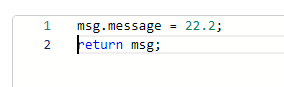 1 msg.message = 22.2;
2 return msg;